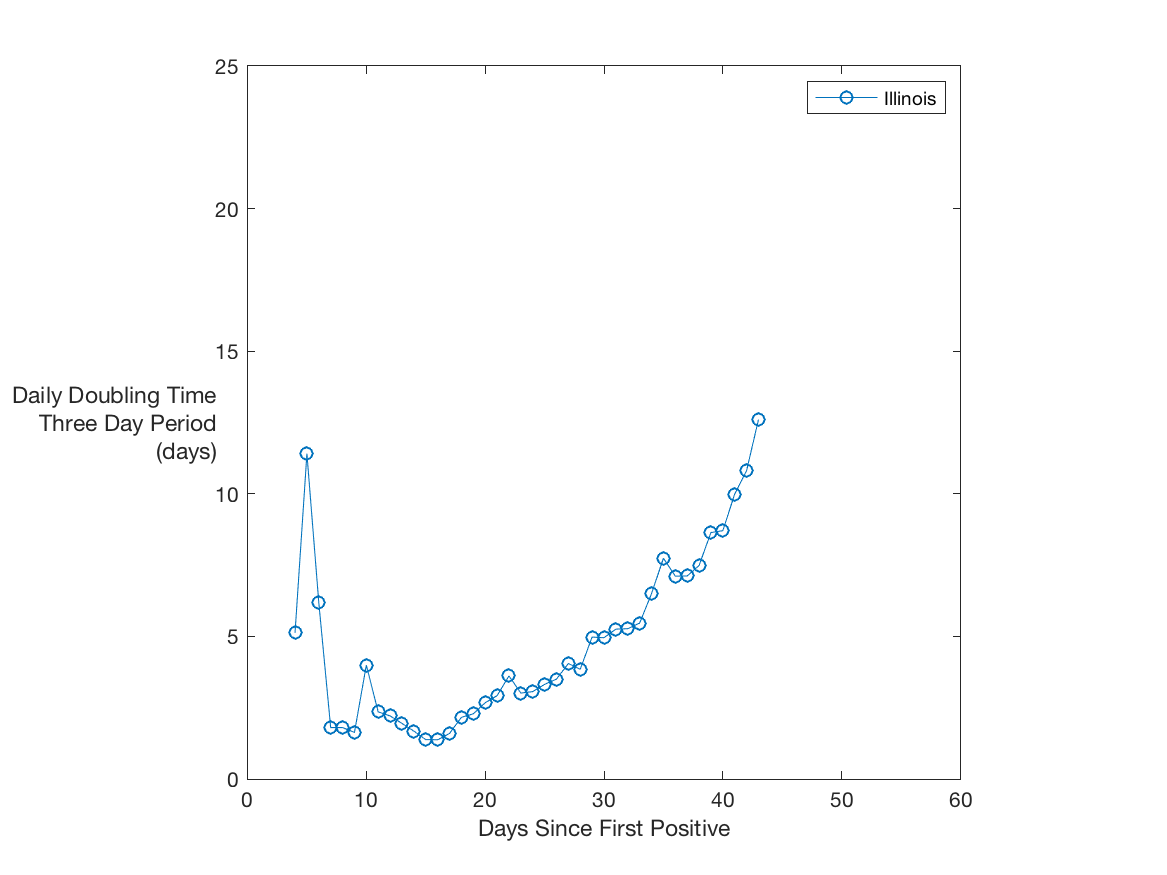 25
Illinois
20
15
Daily Doubling Time
Three Day Period
(days)
10
5
0
0 10 20 30 40 50 60
Days Since First Positive